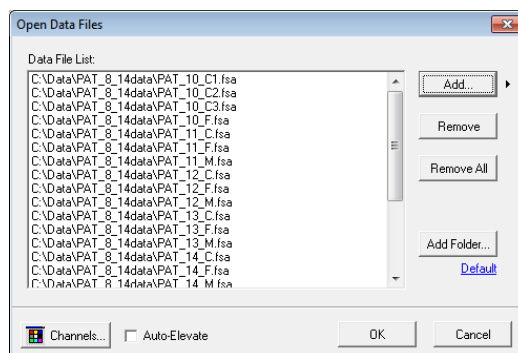 Open Data Files
Data File List:
C:\Data\PAT_8_14data\PAT_10_C1.fsa
C:\Data\PAT_8_14data\PAT_10_C2.fsa
C:\Data\PAT_8_14data\PAT_10_C3.fsa
C:\Data\PAT_8_14data\PAT_10_F.fsa
C:\Data\PAT_8_14data\PAT_11_C.fsa
C:\Data\PAT_8_14data\PAT_11_F.fsa
C:\Data\PAT_8_14data\PAT_11_M.fsa
C:\Data\PAT_8_14data\PAT_12_C.fsa
C:\Data\PAT_8_14data\PAT_12_F.fsa
C:\Data\PAT_8_14data\PAT_12_M.fsa
C:\Data\PAT_8_14data\PAT_13_C.fsa
C:\Data\PAT_8_14data\PAT_13_F.fsa
C:\Data\PAT_8_14data\PAT_13_M.fsa
C:\Data\PAT_8_14data\PAT_14_C.fsa
C:\Data\PAT_8_14data\PAT_14_F.fsa
C:\Data\PAT_8_14data\PAT_14_M.fsa
Add...
Remove
Remove All
Add Folder...
Default
Channels...
Auto-Elevate
OK
Cancel